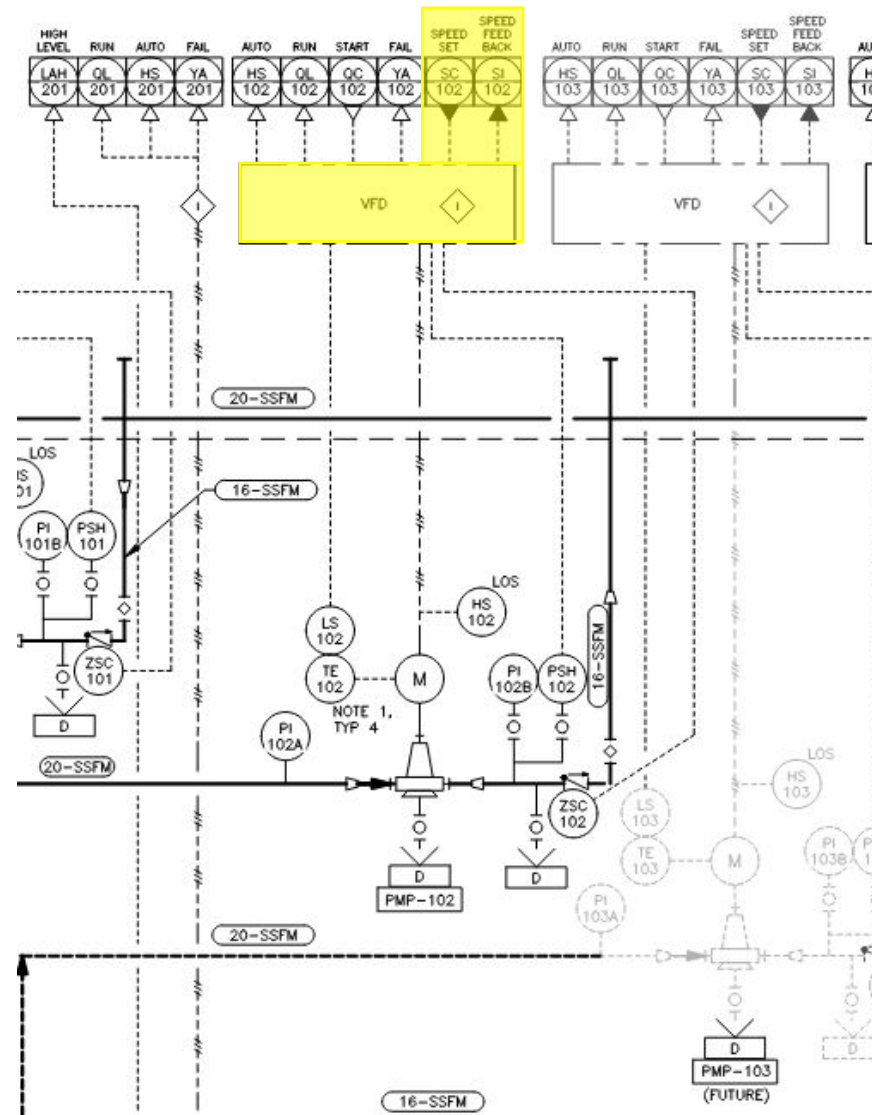 HIGH LEVEL RUN AUTO FAIL AUTO RUN START FAIL SPEED SET SPEED FEED BACK AUTO RUN START FAIL SPEED SET SPEED FEED BACK
LAH 201 QL 201 HS 201 YA 201 HS 102 QL 102 QC 102 YA 102 SC 102 SI 102 HS 103 QL 103 QC 103 YA 103 SC 103 SI 103
I VFD I VFD I
20-SSFM
LOS
16-SSFM
PI 101B PSH 101
LOS
HS 102
LS 102
16-SSFM
ZSC 101
TE 102 M PI 102B PSH 102
NOTE 1,
TYP 4
D
PI 102A
LOS
HS 103
20-SSFM
ZSC 102
LS 103
D D
PMP-102
TE 103 M PI 103B
PI 103A
20-SSFM
D D
PMP-103
(FUTURE)
16-SSFM